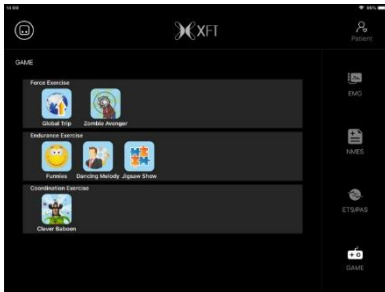 XFT
Patient
GAME
Force Exercise
Global Trip Zombie Avenger
EMG
Endurance Exercise
Funnies Dancing Melody Jigsaw Show
NMES
Coordination Exercise
Clever Baboon
ETS/PAS
GAME